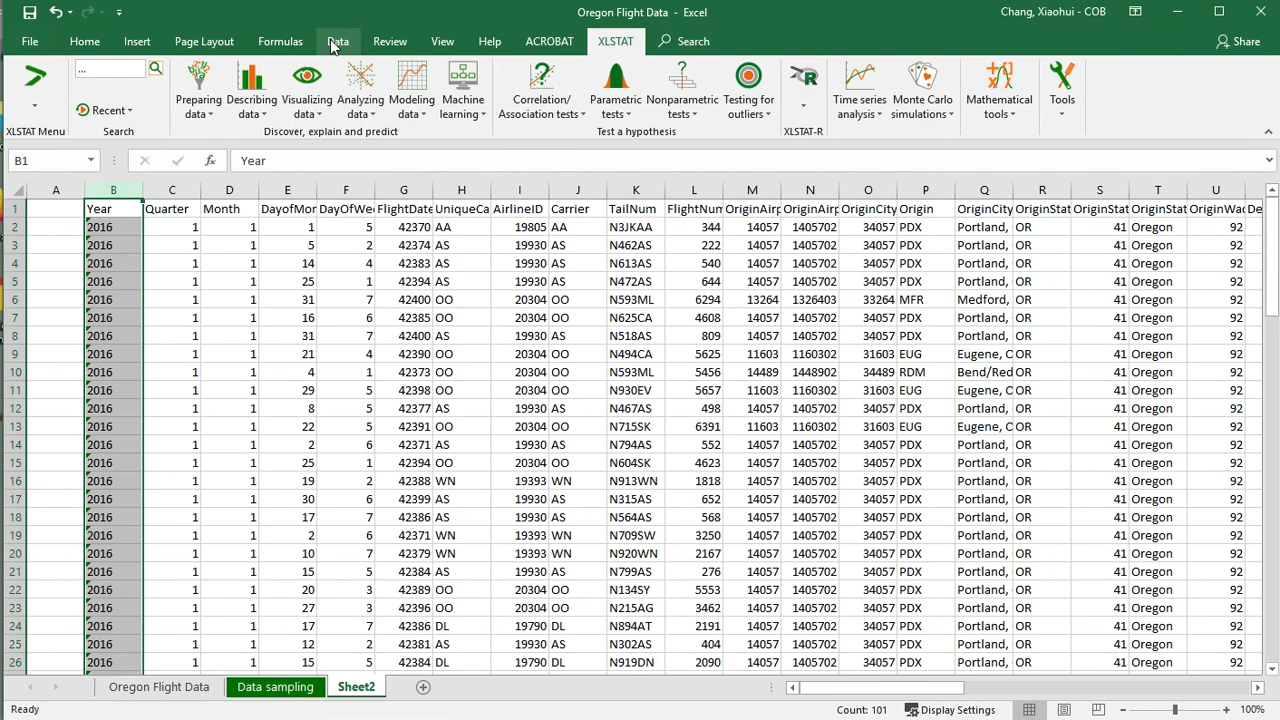 Oregon Flight Data - Excel
Chang, Xiaohui - COB
File Home Insert Page Layout Formulas Data Review View Help ACROBAT XLSTAT Search Share
...
Recent
Preparing data
Describing data
Visualizing data
Analyzing data
Modeling data
Machine learning
Correlation/ Association tests
Parametric tests
Nonparametric tests
Testing for outliers
Time series analysis
Monte Carlo simulations
Mathematical tools
Tools
XLSTAT Menu Search Discover, explain and predict Test a hypothesis XLSTAT-R
B1 fx Year
A B C D E F G H I J K L M N O P Q R S T U
1 Year Quarter Month DayofMor DayOfWee FlightDate UniqueCa AirlineID Carrier TailNum FlightNum OriginAirp OriginAirp OriginCity Origin OriginCity OriginStat OriginStat OriginStat OriginWac De
2 2016 1 1 1 5 42370 AA 19805 AA N3JKAA 344 14057 1405702 34057 PDX Portland, OR 41 Oregon 92
3 2016 1 1 5 2 42374 AS 19930 AS N462AS 222 14057 1405702 34057 PDX Portland, OR 41 Oregon 92
4 2016 1 1 14 4 42383 AS 19930 AS N613AS 540 14057 1405702 34057 PDX Portland, OR 41 Oregon 92
5 2016 1 1 25 1 42394 AS 19930 AS N472AS 644 14057 1405702 34057 PDX Portland, OR 41 Oregon 92
6 2016 1 1 31 7 42400 OO 20304 OO N593ML 6294 13264 1326403 33264 MFR Medford, OR 41 Oregon 92
7 2016 1 1 16 6 42385 OO 20304 OO N625CA 4608 14057 1405702 34057 PDX Portland, OR 41 Oregon 92
8 2016 1 1 31 7 42400 AS 19930 AS N518AS 809 14057 1405702 34057 PDX Portland, OR 41 Oregon 92
9 2016 1 1 21 4 42390 OO 20304 OO N494CA 5625 11603 1160302 31603 EUG Eugene, C OR 41 Oregon 92
10 2016 1 1 4 1 42373 OO 20304 OO N593ML 5456 14489 1448902 34489 RDM Bend/Red OR 41 Oregon 92
11 2016 1 1 29 5 42398 OO 20304 OO N930EV 5657 11603 1160302 31603 EUG Eugene, C OR 41 Oregon 92
12 2016 1 1 8 5 42377 AS 19930 AS N467AS 498 14057 1405702 34057 PDX Portland, OR 41 Oregon 92
13 2016 1 1 22 5 42391 OO 20304 OO N715SK 6391 11603 1160302 31603 EUG Eugene, C OR 41 Oregon 92
14 2016 1 1 2 6 42371 AS 19930 AS N794AS 552 14057 1405702 34057 PDX Portland, OR 41 Oregon 92
15 2016 1 1 25 1 42394 OO 20304 OO N604SK 4623 14057 1405702 34057 PDX Portland, OR 41 Oregon 92
16 2016 1 1 19 2 42388 WN 19393 WN N913WN 1818 14057 1405702 34057 PDX Portland, OR 41 Oregon 92
17 2016 1 1 30 6 42399 AS 19930 AS N315AS 652 14057 1405702 34057 PDX Portland, OR 41 Oregon 92
18 2016 1 1 17 7 42386 AS 19930 AS N564AS 568 14057 1405702 34057 PDX Portland, OR 41 Oregon 92
19 2016 1 1 2 6 42371 WN 19393 WN N709SW 3250 14057 1405702 34057 PDX Portland, OR 41 Oregon 92
20 2016 1 1 10 7 42379 WN 19393 WN N920WN 2167 14057 1405702 34057 PDX Portland, OR 41 Oregon 92
21 2016 1 1 15 5 42384 AS 19930 AS N799AS 276 14057 1405702 34057 PDX Portland, OR 41 Oregon 92
22 2016 1 1 20 3 42389 OO 20304 OO N134SY 5553 14057 1405702 34057 PDX Portland, OR 41 Oregon 92
23 2016 1 1 27 3 42396 OO 20304 OO N215AG 3462 14057 1405702 34057 PDX Portland, OR 41 Oregon 92
24 2016 1 1 17 7 42386 DL 19790 DL N894AT 2191 14057 1405702 34057 PDX Portland, OR 41 Oregon 92
25 2016 1 1 12 2 42381 AS 19930 AS N302AS 404 14057 1405702 34057 PDX Portland, OR 41 Oregon 92
26 2016 1 1 15 5 42384 DL 19790 DL N919DN 2090 14057 1405702 34057 PDX Portland, OR 41 Oregon 92
Oregon Flight Data Data sampling Sheet2
Ready Count: 101 Display Settings 100%